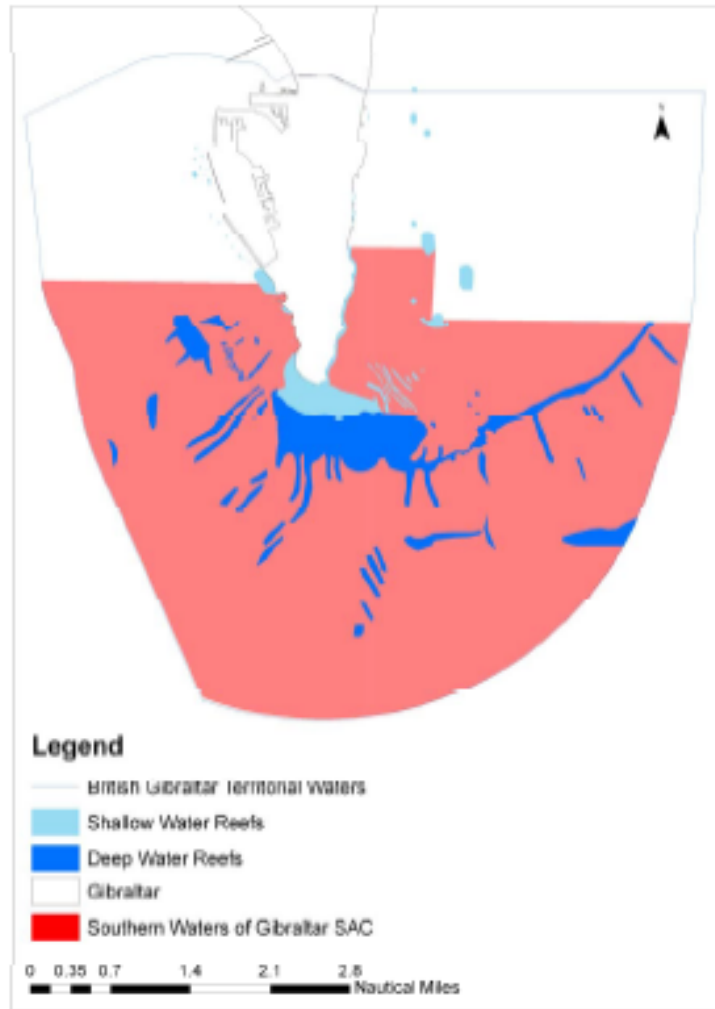 Legend
British Gibraltar Territorial Waters
Shallow Water Reefs
Deep Water Reefs
Gibraltar
Southern Waters of Gibraltar SAC
0 0.35 0.7 1.4 2.1 2.8
Nautical Miles